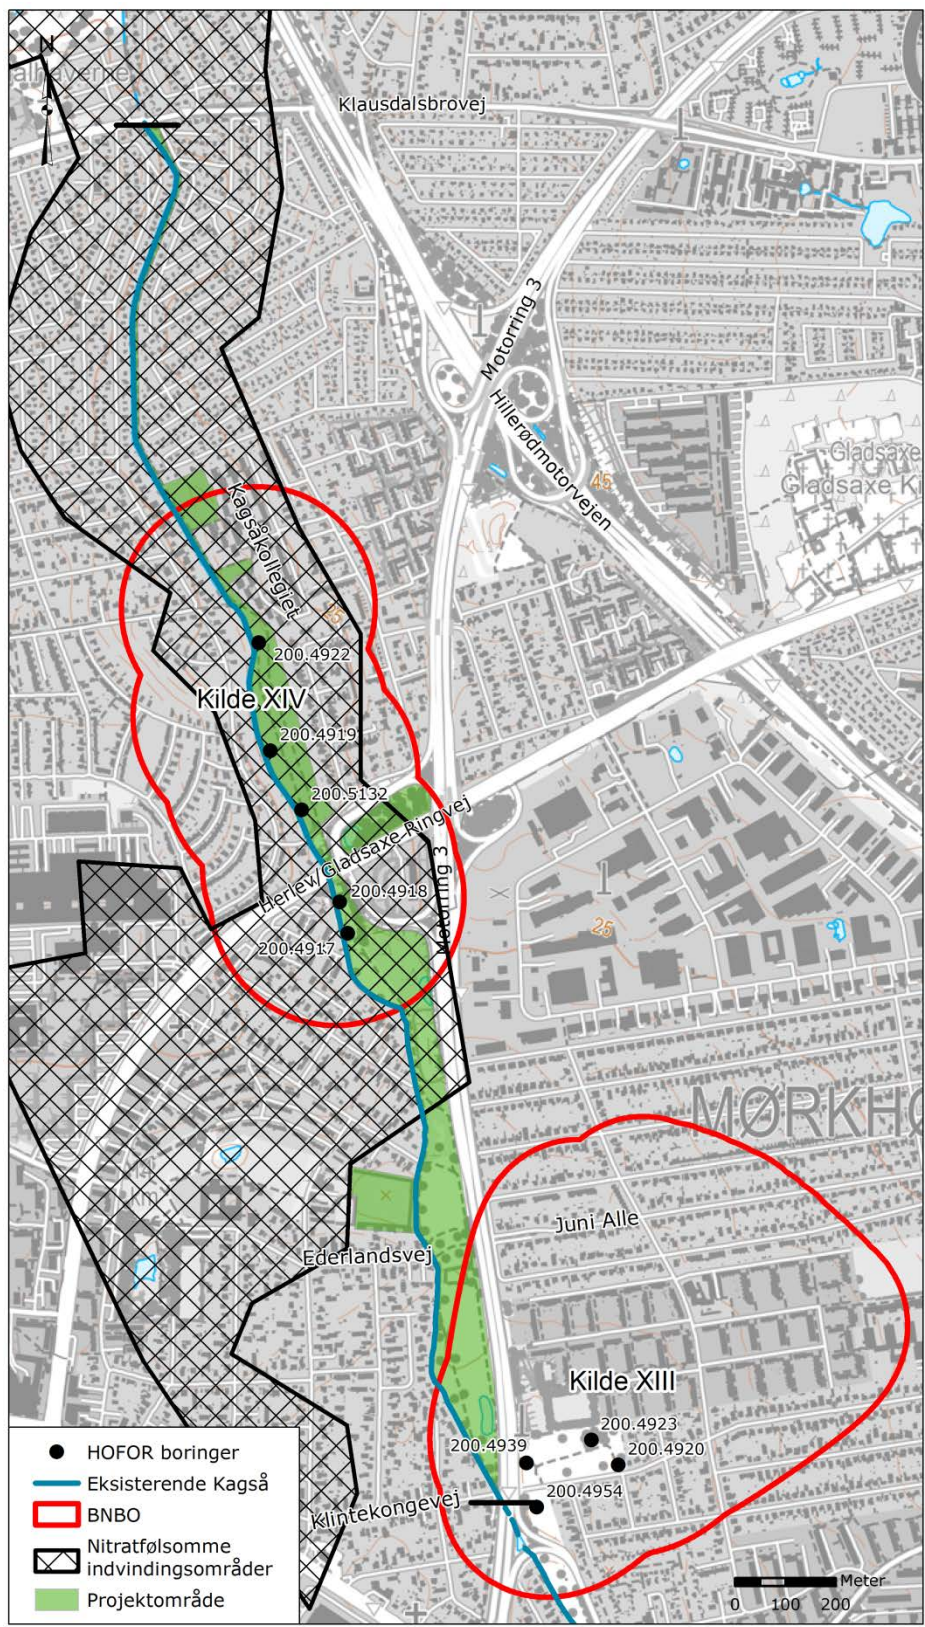 N
Klausdalsbrovej
Motorring 3
Hillerødmotorvejen
45
Gladsaxe
Kagsåkollegiet
200.4922
Kilde XIV
200.4919
200.5132
Herlev/Gladsaxe Ringvej
Motorring 3
200.4918
25
200.4917
MØRKHØ
Juni Alle
Ederlandsvej
Kilde XIII
200.4923
200.4939
200.4920
200.4954
Klintekongevej
HOFOR boringer
Eksisterende Kagså
BNBO
Nitratfølsomme
indvindingsområder
Projektområde
Meter
0 100 200